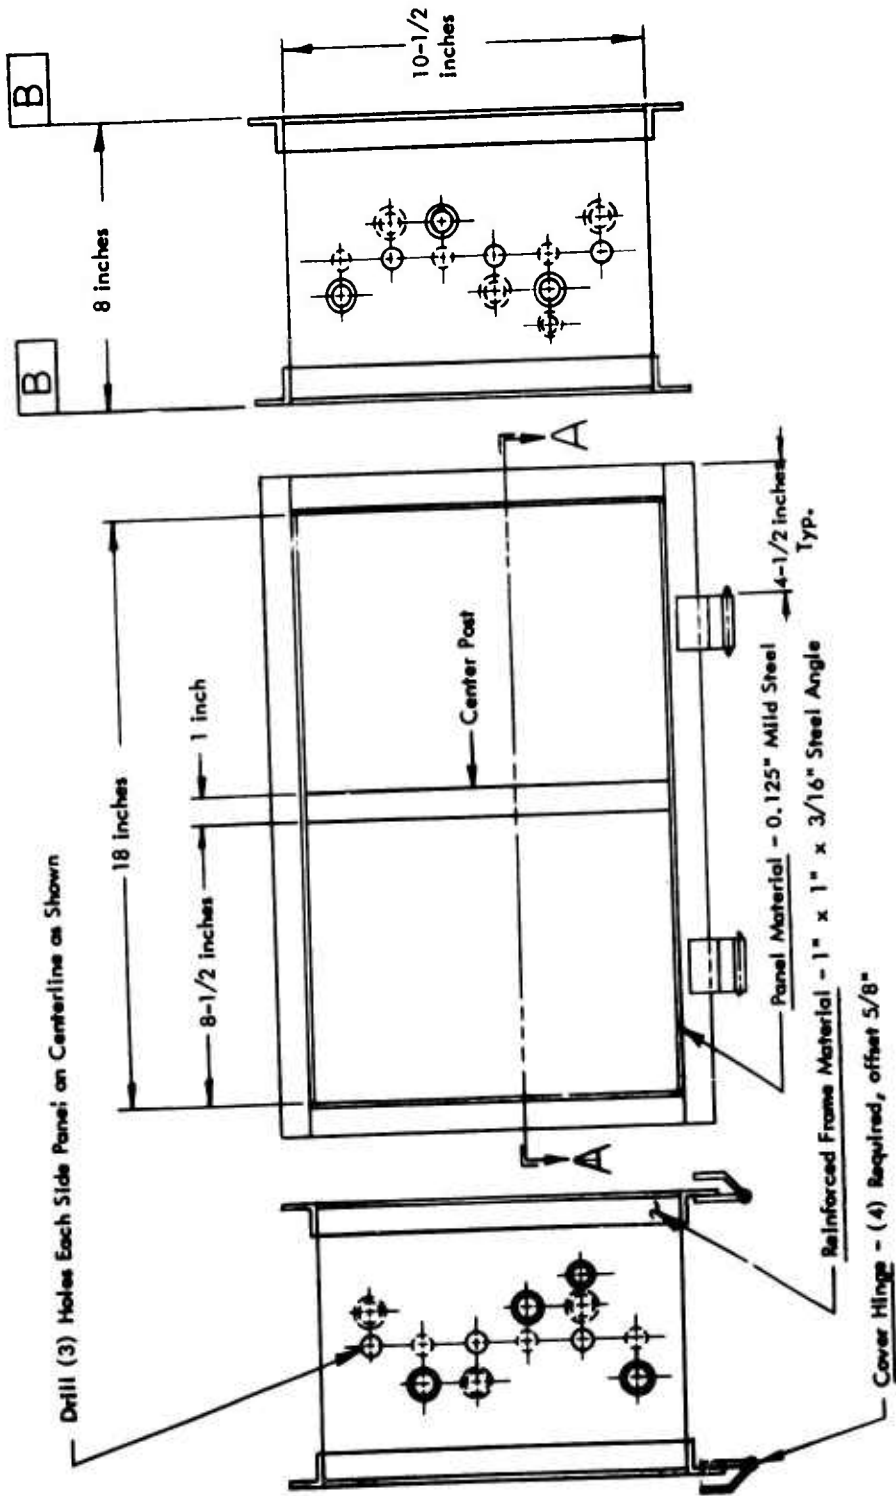 Drill (3) Holes Each Side Panel on Centerline as Shown
18 inches
8-1/2 inches
1 inch
B
B
8 inches
10-1/2
inches
Center Post
A
A
4-1/2 inches
Typ.
Panel Material - 0.125" Mild Steel
Reinforced Frame Material - 1" x 1" x 3/16" Steel Angle
Cover Hinge - (4) Required, offset 5/8"